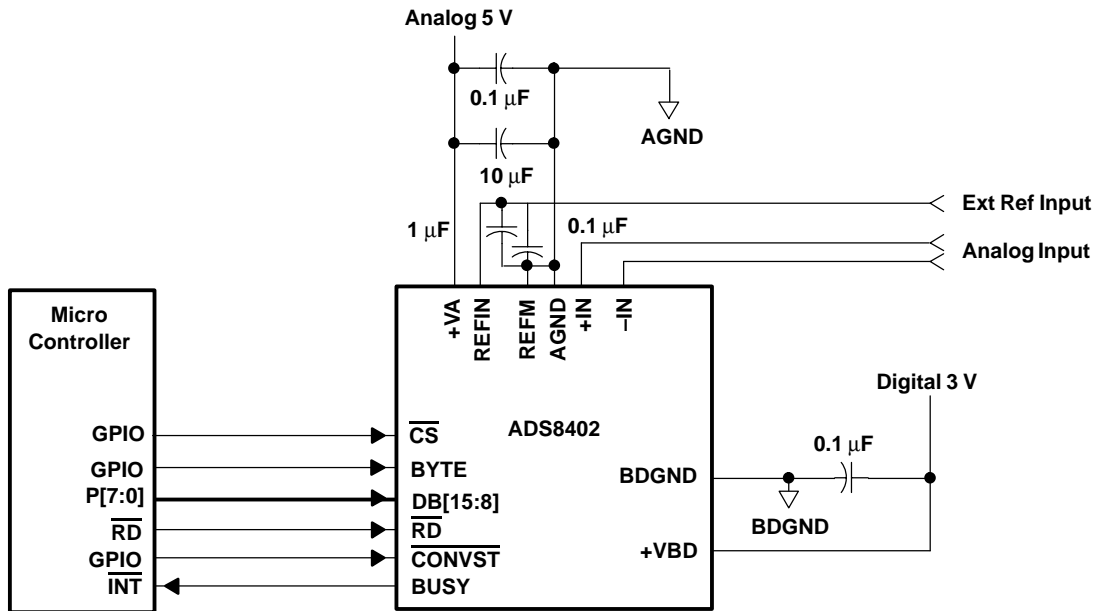 Analog 5 V
0.1 μF
AGND
10 μF
Ext Ref Input
1 μF
0.1 μF
Analog Input
Micro
Controller
+VA
REFIN
REFM
AGND
+IN
−IN
Digital 3 V
ADS8402
0.1 μF
GPIO
CS
GPIO
BYTE
BDGND
P[7:0]
DB[15:8]
BDGND
RD
RD
+VBD
GPIO
CONVST
INT
BUSY